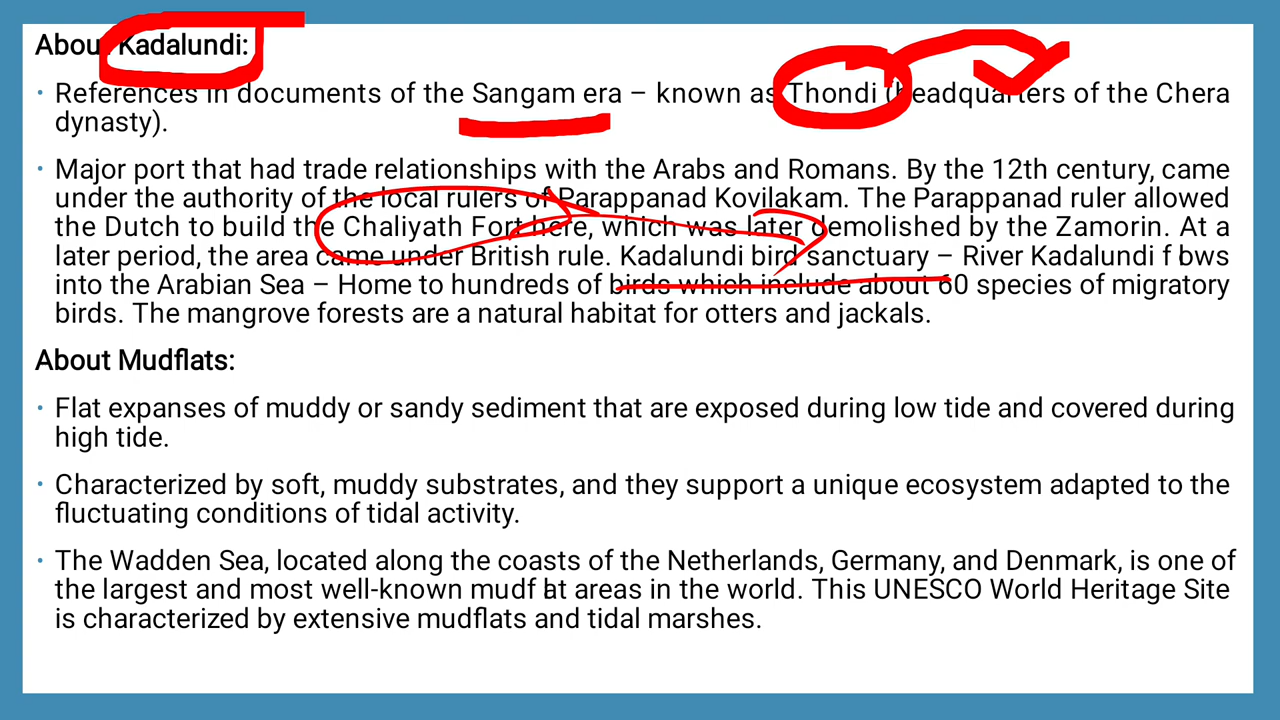 About Kadalundi:
• References in documents of the Sangam era – known as Thondi (headquarters of the Chera
dynasty).
• Major port that had trade relationships with the Arabs and Romans. By the 12th century, came
under the authority of the local rulers of Parappanad Kovilakam. The Parappanad ruler allowed
the Dutch to build the Chaliyath Fort here, which was later demolished by the Zamorin. At a
later period, the area came under British rule. Kadalundi bird sanctuary – River Kadalundi flows
into the Arabian Sea – Home to hundreds of birds which include about 60 species of migratory
birds. The mangrove forests are a natural habitat for otters and jackals.
About Mudflats:
• Flat expanses of muddy or sandy sediment that are exposed during low tide and covered during
high tide.
• Characterized by soft, muddy substrates, and they support a unique ecosystem adapted to the
fluctuating conditions of tidal activity.
• The Wadden Sea, located along the coasts of the Netherlands, Germany, and Denmark, is one of
the largest and most well-known mudflat areas in the world. This UNESCO World Heritage Site
is characterized by extensive mudflats and tidal marshes.